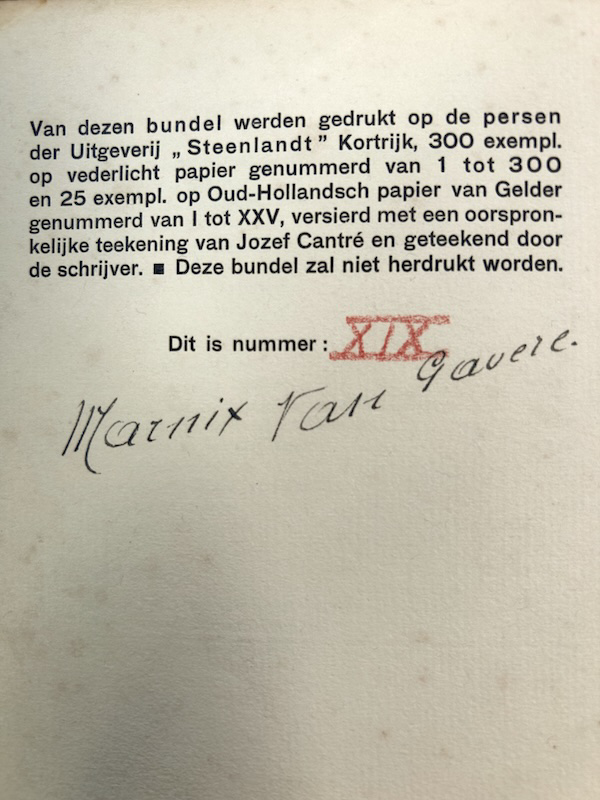 Van dezen bundel werden gedrukt op de persen
der Uitgeverij „Steenlandt” Kortrijk, 300 exempl.
op vederlicht papier genummerd van 1 tot 300
en 25 exempl. op Oud-Hollandsch papier van Gelder
genummerd van I tot XXV, versierd met een oorspron-
kelijke teekening van Jozef Cantré en geteekend door
de schrijver. ■ Deze bundel zal niet herdrukt worden.
Dit is nummer: XIX
Marnix Van Gavere.